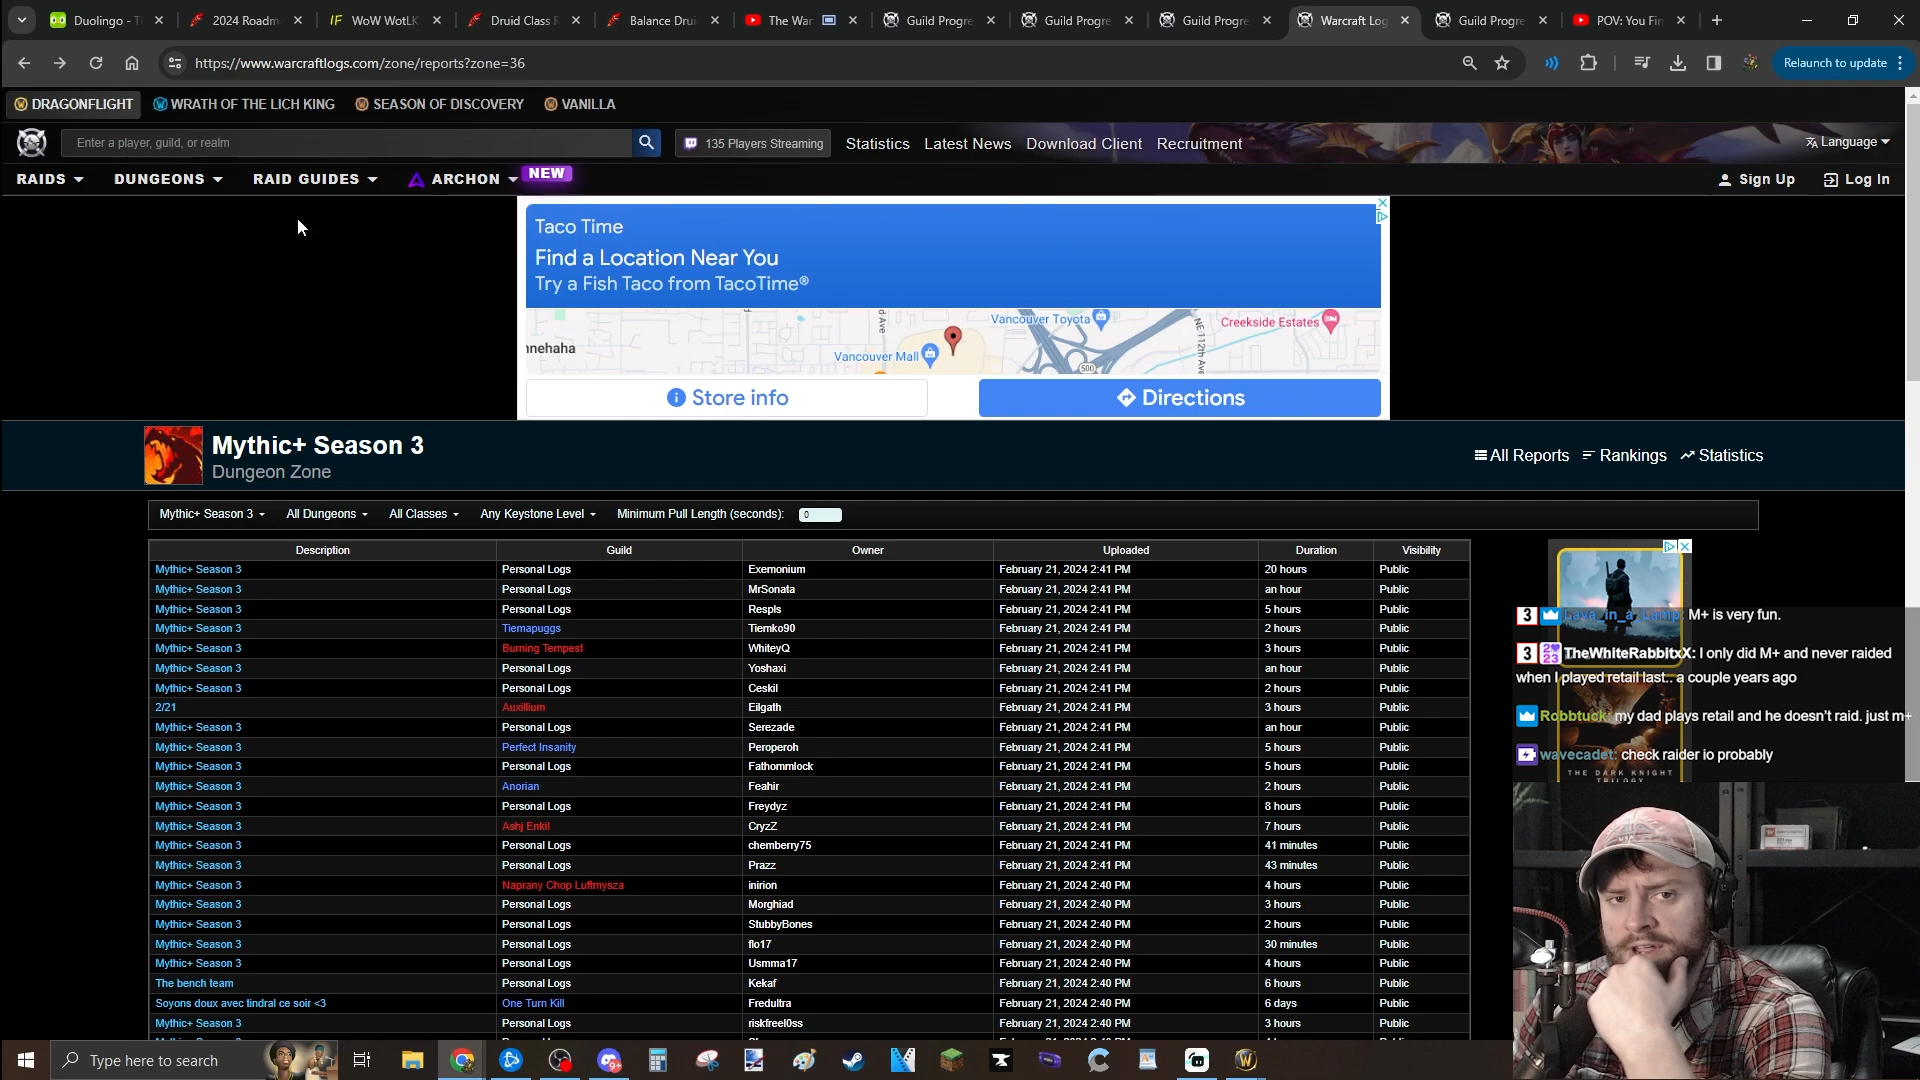 Duolingo - T
2024 Roadm
WoW WotLK
Druid Class R
Balance Drui
The War
Guild Progre
Guild Progre
Guild Progre
Warcraft Log
Guild Progre
POV: You Fin
https://www.warcraftlogs.com/zone/reports?zone=36
Relaunch to update
DRAGONFLIGHT
WRATH OF THE LICH KING
SEASON OF DISCOVERY
VANILLA
Enter a player, guild, or realm
135 Players Streaming
Statistics
Latest News
Download Client
Recruitment
Language
RAIDS
DUNGEONS
RAID GUIDES
ARCHON
NEW
Sign Up
Log In
Taco Time
Find a Location Near You
Try a Fish Taco from TacoTime®
d Ave
Vancouver Toyota
Creekside Estates
nnehaha
Vancouver Mall
NE 112th Ave
500
Store info
Directions
Mythic+ Season 3
Dungeon Zone
All Reports
Rankings
Statistics
Mythic+ Season 3
All Dungeons
All Classes
Any Keystone Level
Minimum Pull Length (seconds):
0
Description Guild Owner Uploaded Duration Visibility
Mythic+ Season 3 Personal Logs Exemonium February 21, 2024 2:41 PM 20 hours Public
Mythic+ Season 3 Personal Logs MrSonata February 21, 2024 2:41 PM an hour Public
Mythic+ Season 3 Personal Logs Respls February 21, 2024 2:41 PM 5 hours Public
Mythic+ Season 3 Tiemapuggs Tiemko90 February 21, 2024 2:41 PM 2 hours Public
Mythic+ Season 3 Burning Tempest WhiteyQ February 21, 2024 2:41 PM 3 hours Public
Mythic+ Season 3 Personal Logs Yoshaxi February 21, 2024 2:41 PM an hour Public
Mythic+ Season 3 Personal Logs Ceskil February 21, 2024 2:41 PM 2 hours Public
2/21 Auxillium Eilgath February 21, 2024 2:41 PM 3 hours Public
Mythic+ Season 3 Personal Logs Serezade February 21, 2024 2:41 PM an hour Public
Mythic+ Season 3 Perfect Insanity Peroperoh February 21, 2024 2:41 PM 5 hours Public
Mythic+ Season 3 Personal Logs Fathommlock February 21, 2024 2:41 PM 5 hours Public
Mythic+ Season 3 Anorian Feahir February 21, 2024 2:41 PM 2 hours Public
Mythic+ Season 3 Personal Logs Freydyz February 21, 2024 2:41 PM 8 hours Public
Mythic+ Season 3 Ashj Enkil CryzZ February 21, 2024 2:41 PM 7 hours Public
Mythic+ Season 3 Personal Logs chemberry75 February 21, 2024 2:41 PM 41 minutes Public
Mythic+ Season 3 Personal Logs Prazz February 21, 2024 2:41 PM 43 minutes Public
Mythic+ Season 3 Naprany Chop Luftmysza inirion February 21, 2024 2:40 PM 4 hours Public
Mythic+ Season 3 Personal Logs Morghiad February 21, 2024 2:40 PM 3 hours Public
Mythic+ Season 3 Personal Logs StubbyBones February 21, 2024 2:40 PM 2 hours Public
Mythic+ Season 3 Personal Logs flo17 February 21, 2024 2:40 PM 30 minutes Public
Mythic+ Season 3 Personal Logs Usmma17 February 21, 2024 2:40 PM 4 hours Public
The bench team Personal Logs Kekaf February 21, 2024 2:40 PM 6 hours Public
Soyons doux avec tindral ce soir <3 One Turn Kill Fredultra February 21, 2024 2:40 PM 6 days Public
Mythic+ Season 3 Personal Logs riskfreel0ss February 21, 2024 2:40 PM 3 hours Public
3 Lava_in_a_Lamp: M+ is very fun.
3 TheWhiteRabbitxX: I only did M+ and never raided
when I played retail last.. a couple years ago
Robbtuck: my dad plays retail and he doesn't raid. just m+
wavecadet: check raider io probably
THE DARK KNIGHT
TRILOGY
Type here to search
9+